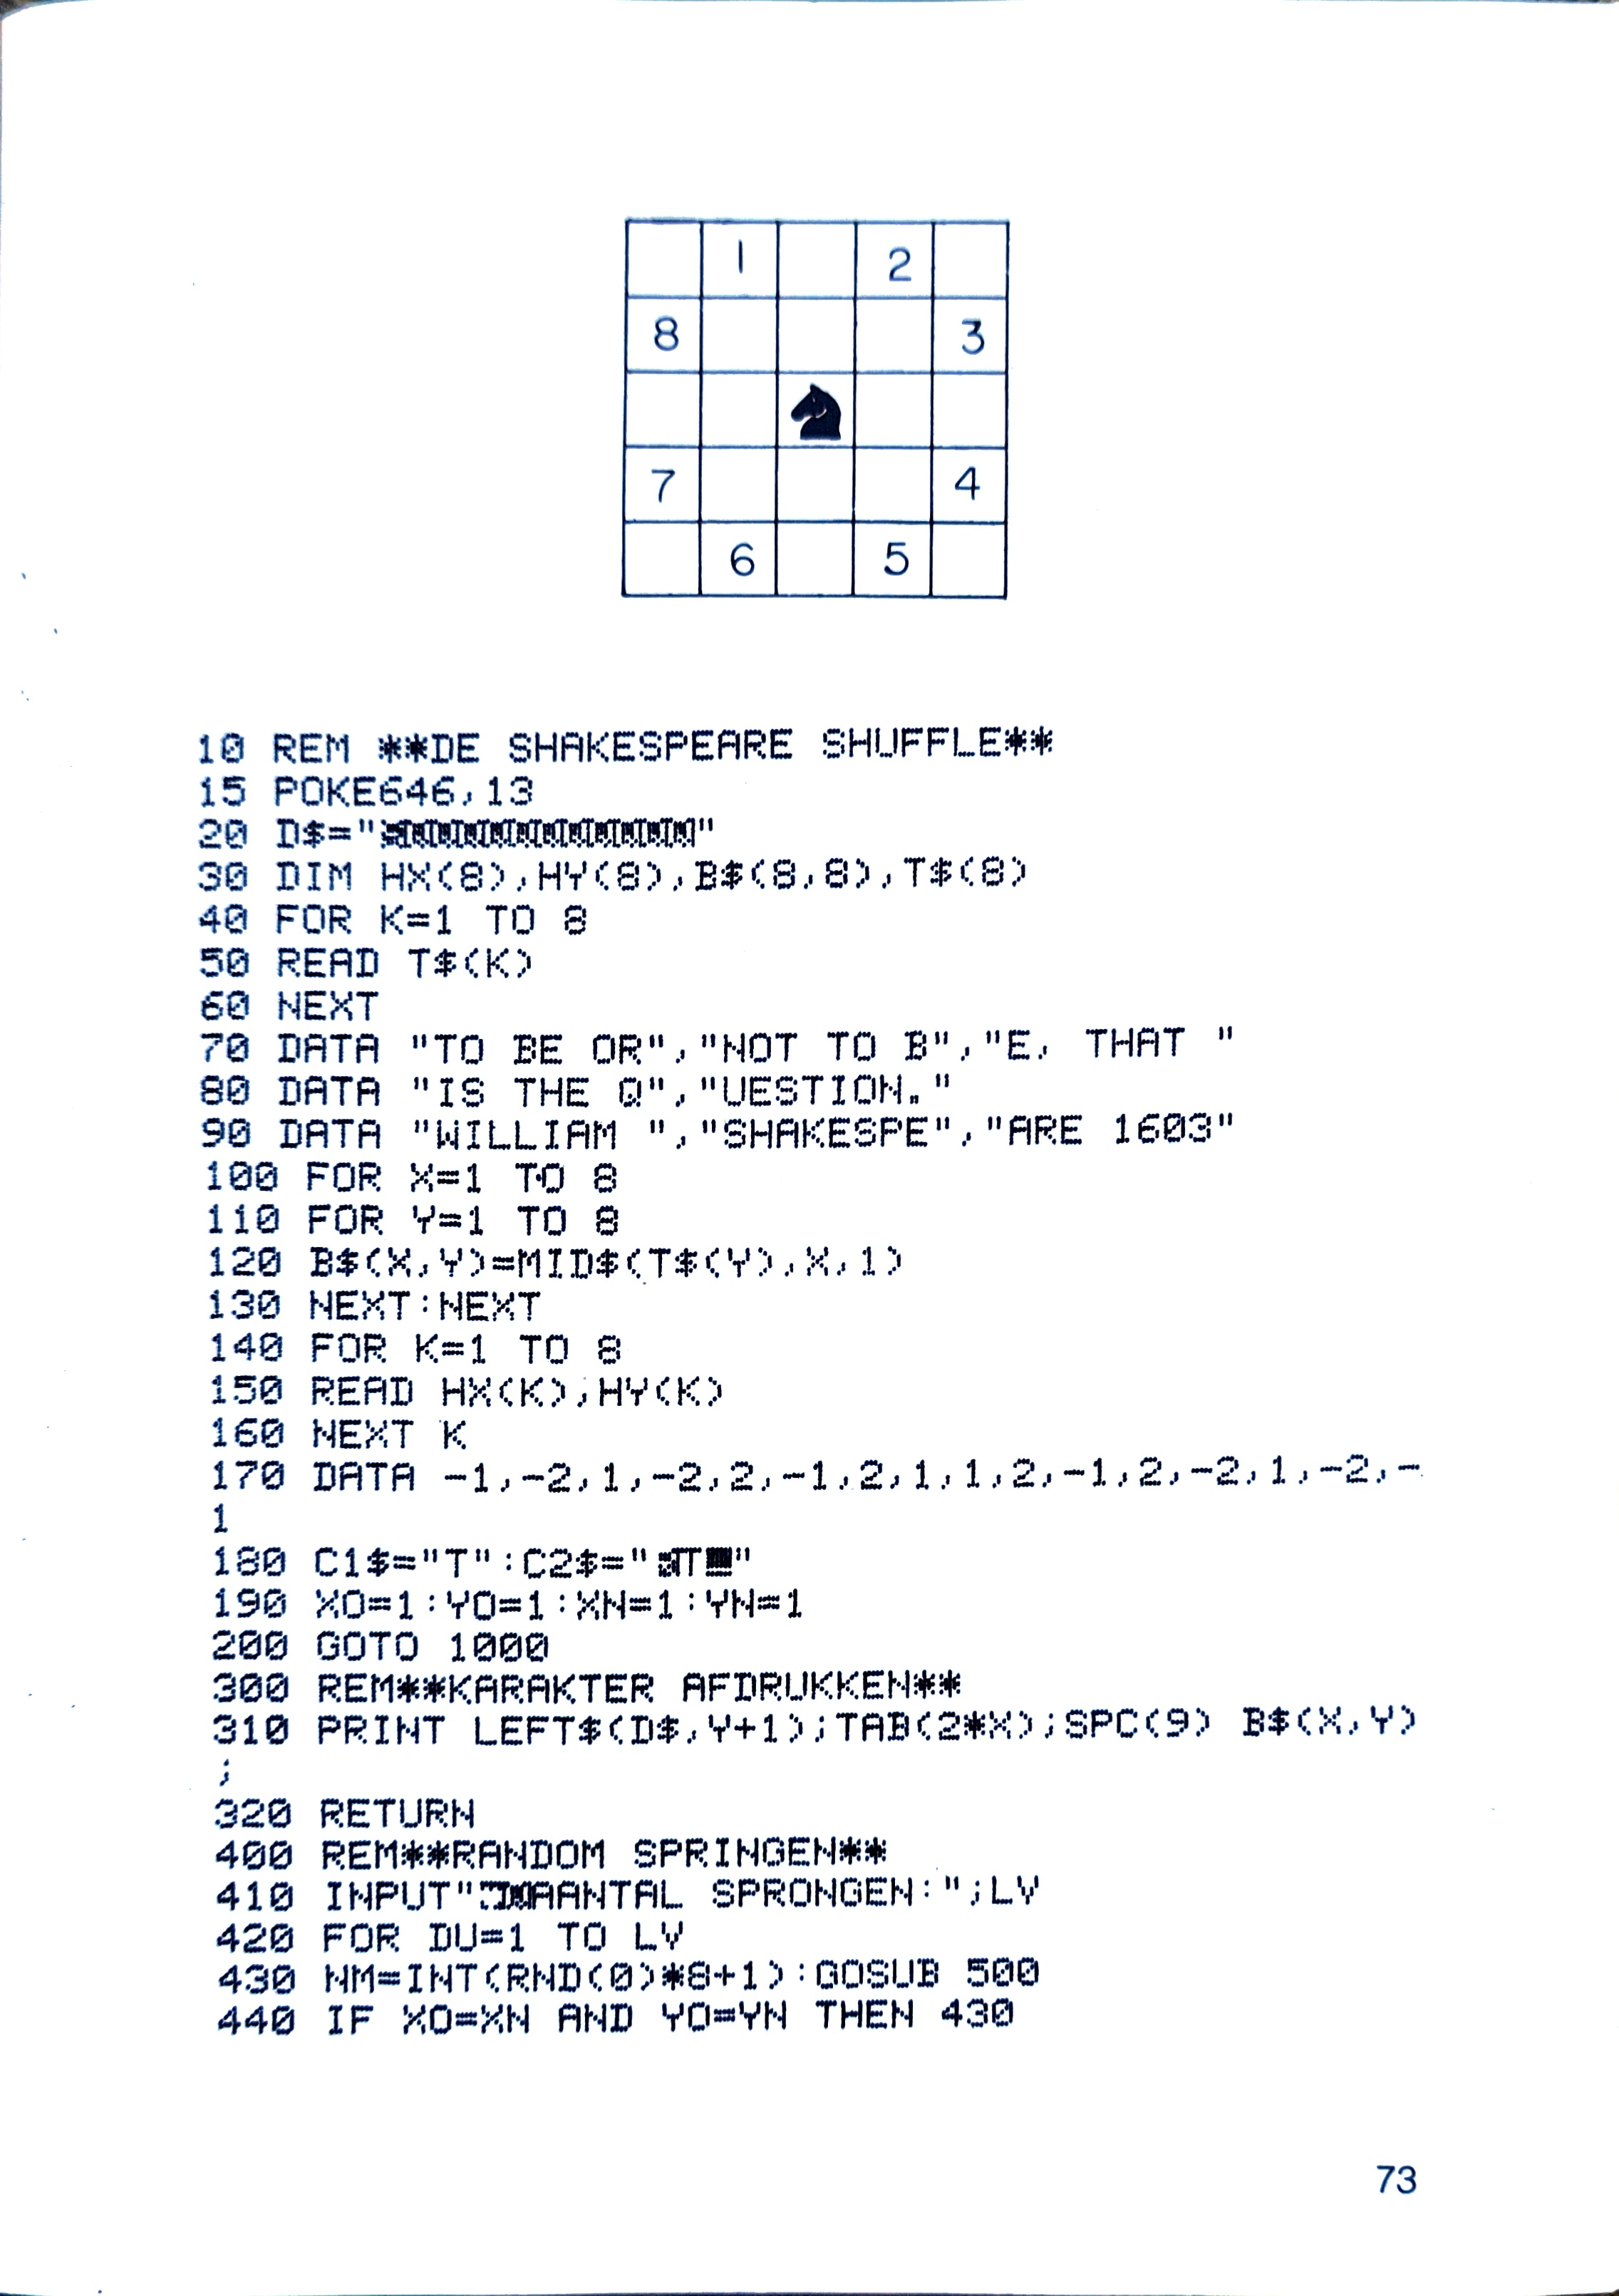 1 2
8 3
7 4
6 5
10 REM **DE SHAKESPEARE SHUFFLE**
15 POKE646,13
20 D$=""
30 DIM HX(8),HY(8),B$(8,8),T$(8)
40 FOR K=1 TO 8
50 READ T$(K)
60 NEXT
70 DATA "TO BE OR","NOT TO B","E, THAT "
80 DATA "IS THE Q","UESTION."
90 DATA "WILLIAM ","SHAKESPE","ARE 1603"
100 FOR X=1 TO 8
110 FOR Y=1 TO 8
120 B$(X,Y)=MID$(T$(Y),X,1)
130 NEXT:NEXT
140 FOR K=1 TO 8
150 READ HX(K),HY(K)
160 NEXT K
170 DATA -1,-2,1,-2,2,-1,2,1,1,2,-1,2,-2,1,-2,-
1
180 C1$="T":C2$="T"
190 XO=1:YO=1:XN=1:YN=1
200 GOTO 1000
300 REM**KARAKTER AFDRUKKEN**
310 PRINT LEFT$(D$,Y+1);TAB(2*X);SPC(9) B$(X,Y)
;
320 RETURN
400 REM**RANDOM SPRINGEN**
410 INPUT"AANTAL SPRONGEN:";LV
420 FOR DU=1 TO LV
430 NM=INT(RND(0)*8+1):GOSUB 500
440 IF XO=XN AND YO=YN THEN 430
73